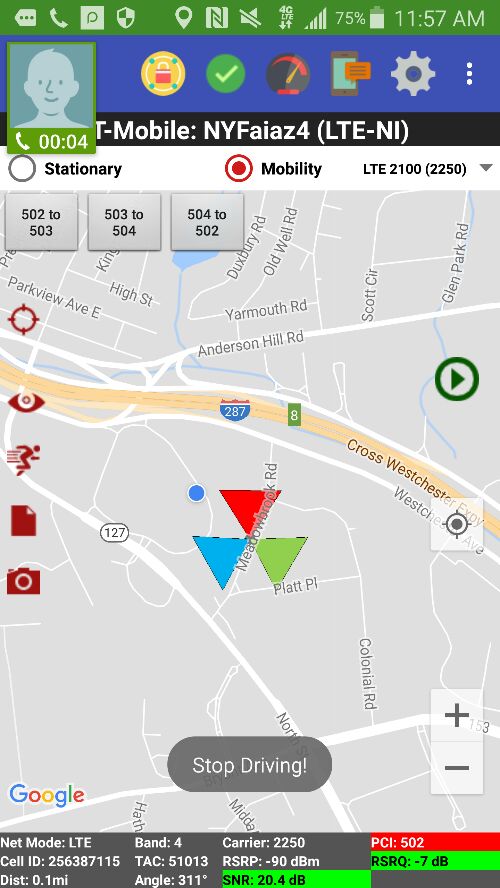 4G
LTE
75%
11:57 AM
00:04
T-Mobile: NYFaiaz4 (LTE-NI)
Stationary
Mobility
LTE 2100 (2250)
502 to
503
503 to
504
504 to
502
Duxbury Rd
Old Well Rd
Glen Park Rd
Scott Cir
Parkview Ave E
High St
Yarmouth Rd
Anderson Hill Rd
287
8
Cross Westchester Expy
Meadowbrook Rd
127
Platt Pl
Colonial Rd
153
Stop Driving!
Google
Net Mode: LTE
Band: 4
Carrier: 2250
PCI: 502
Cell ID: 256387115
TAC: 51013
RSRP: -90 dBm
RSRQ: -7 dB
Dist: 0.1mi
Angle: 311°
SNR: 20.4 dB